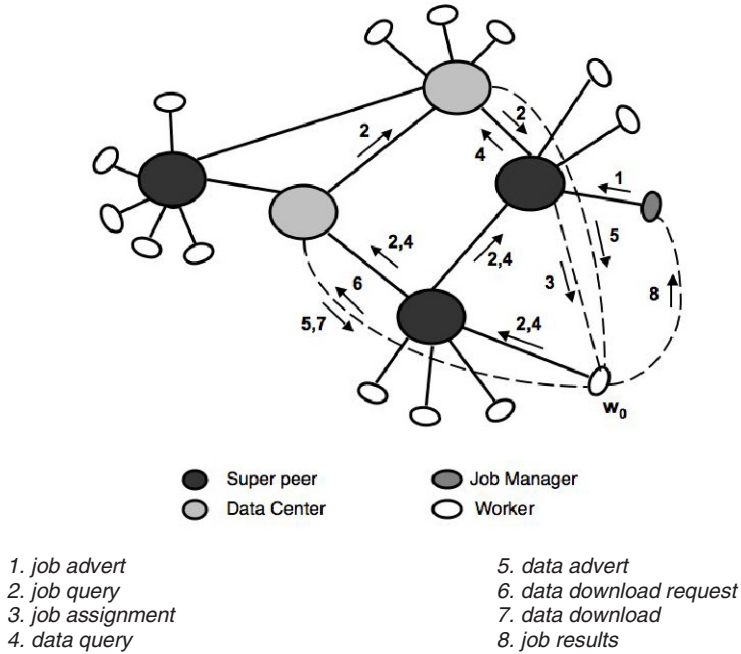 2
2
4
1
2,4
2,4
5
6
3
8
5,7
2,4
w0
Super peer
Job Manager
Data Center
Worker
1. job advert
2. job query
3. job assignment
4. data query
5. data advert
6. data download request
7. data download
8. job results